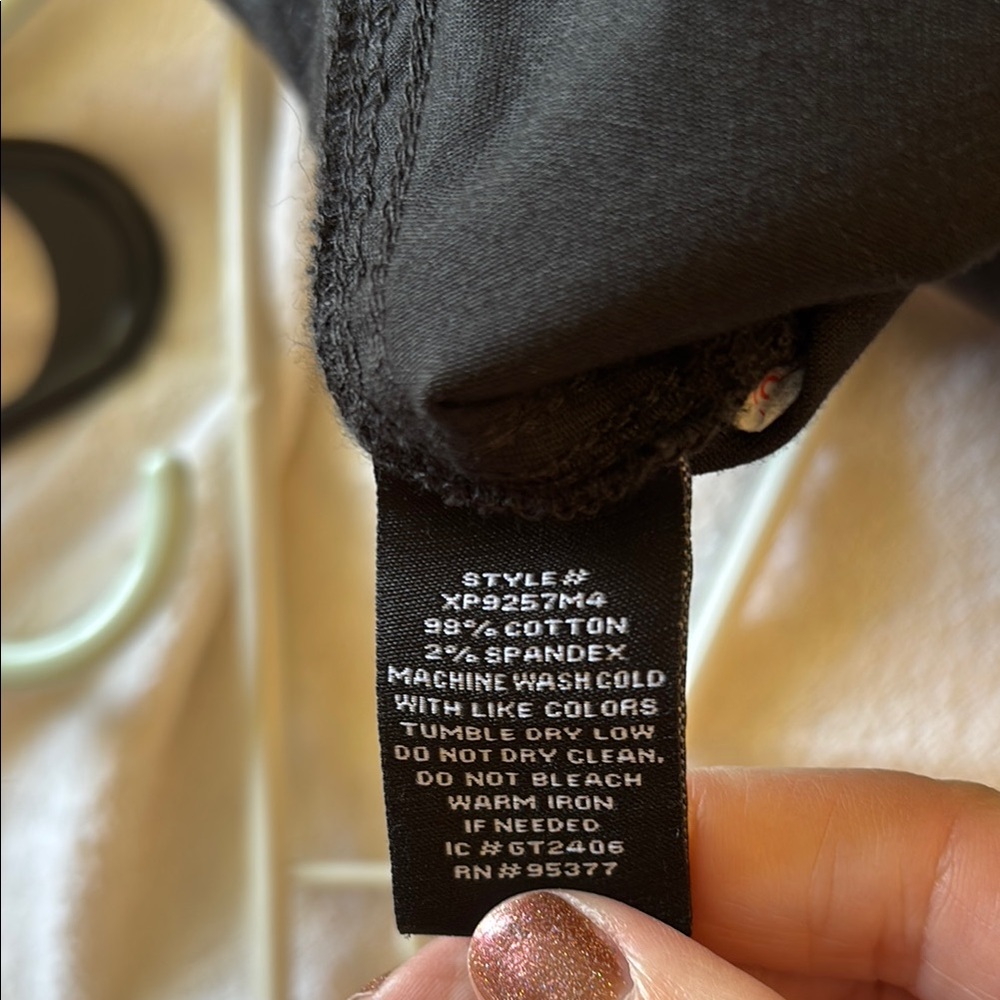 STYLE#
XP9257M4
98% COTTON
2% SPANDEX
MACHINE WASH COLD
WITH LIKE COLORS
TUMBLE DRY LOW
DO NOT DRY CLEAN.
DO NOT BLEACH
WARM IRON
IF NEEDED
IC #GT2406
RN#95377